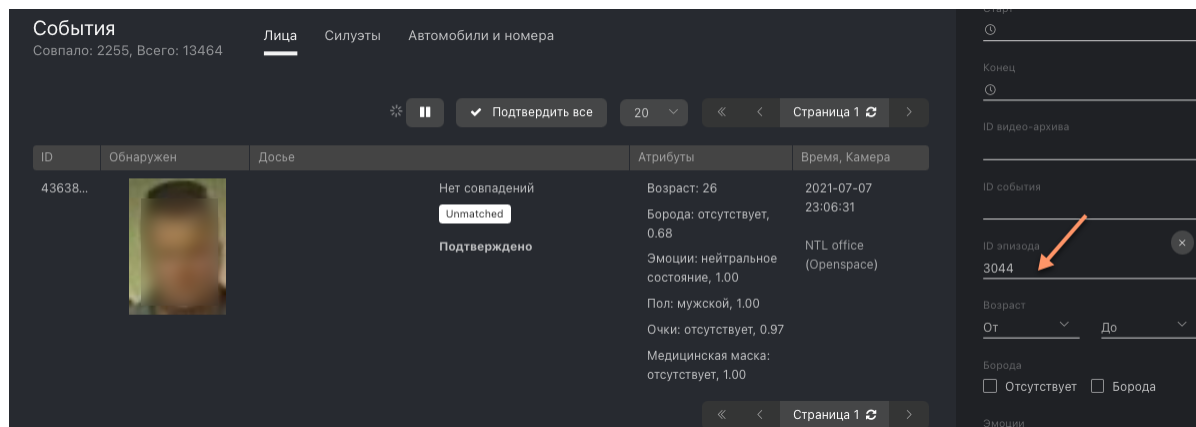 События
Совпало: 2255, Всего: 13464
Лица Силуэты Автомобили и номера
Подтвердить все 20 « < Страница 1 >
ID Обнаружен Досье Атрибуты Время, Камера
43638...
Нет совпадений
Unmatched
Подтверждено
Возраст: 26
Борода: отсутствует,
0.68
Эмоции: нейтральное
состояние, 1.00
Пол: мужской, 1.00
Очки: отсутствует, 0.97
Медицинская маска:
отсутствует, 1.00
2021-07-07
23:06:31
NTL office
(Openspace)
« < Страница 1 >
Старт
Конец
ID видео-архива
ID события
ID эпизода
3044
Возраст
От До
Борода
Отсутствует Борода
Эмоции